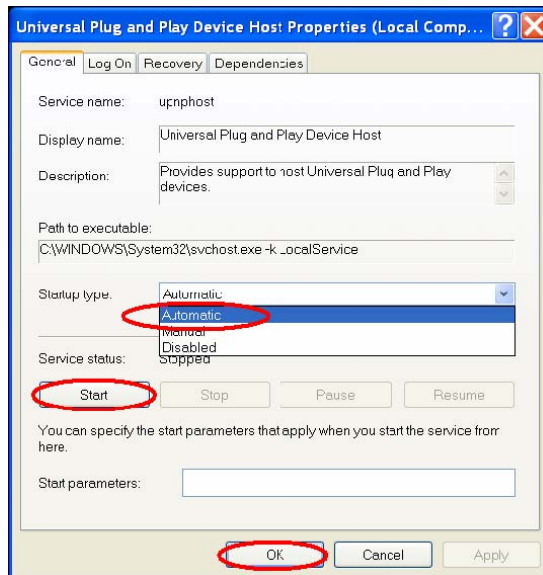 Universal Plug and Play Device Host Properties (Local Comp...
General Log On Recovery Dependencies
Service name: upnphost
Display name: Universal Plug and Play Device Host
Description: Provides support to host Universal Plug and Play
devices.
Path to executable:
C:\WINDOWS\System32\svchost.exe -k LocalService
Startup type: Automatic
Automatic
Manual
Disabled
Service status: Stopped
Start Stop Pause Resume
You can specify the start parameters that apply when you start the service from
here.
Start parameters:
OK Cancel Apply